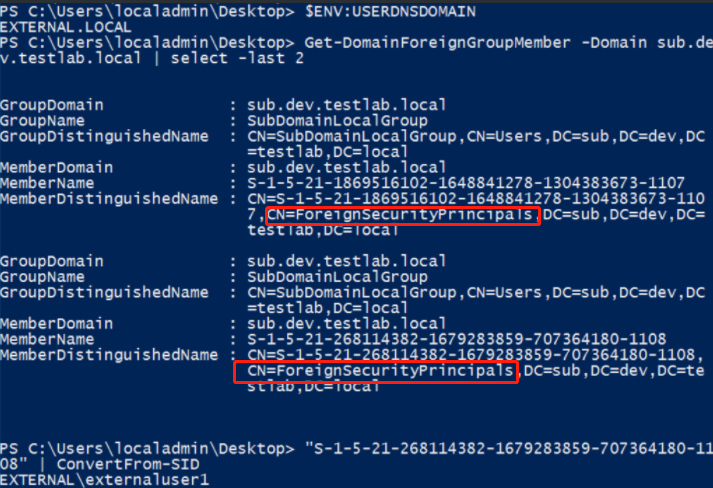 PS C:\Users\localadmin\Desktop> $ENV:USERDNSDOMAIN
EXTERNAL.LOCAL
PS C:\Users\localadmin\Desktop> Get-DomainForeignGroupMember -Domain sub.de
v.testlab.local | select -last 2
GroupDomain : sub.dev.testlab.local
GroupName : SubDomainLocalGroup
GroupDistinguishedName : CN=SubDomainLocalGroup,CN=Users,DC=sub,DC=dev,DC
=testlab,DC=local
MemberDomain : sub.dev.testlab.local
MemberName : S-1-5-21-1869516102-1648841278-1304383673-1107
MemberDistinguishedName : CN=S-1-5-21-1869516102-1648841278-1304383673-110
7,CN=ForeignSecurityPrincipals,DC=sub,DC=dev,DC=
testlab,DC=local
GroupDomain : sub.dev.testlab.local
GroupName : SubDomainLocalGroup
GroupDistinguishedName : CN=SubDomainLocalGroup,CN=Users,DC=sub,DC=dev,DC
=testlab,DC=local
MemberDomain : sub.dev.testlab.local
MemberName : S-1-5-21-268114382-1679283859-707364180-1108
MemberDistinguishedName : CN=S-1-5-21-268114382-1679283859-707364180-1108,
CN=ForeignSecurityPrincipals,DC=sub,DC=dev,DC=te
stlab,DC=local
PS C:\Users\localadmin\Desktop> "S-1-5-21-268114382-1679283859-707364180-11
08" | ConvertFrom-SID
EXTERNAL\externaluser1